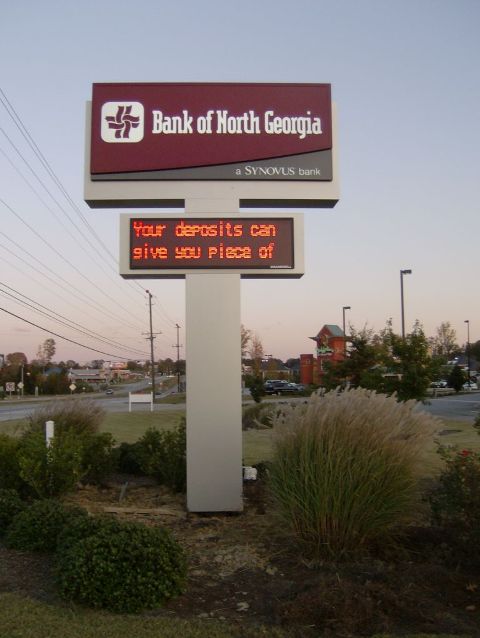 Bank of North Georgia
a SYNOVUS bank
Your deposits can
give you piece of